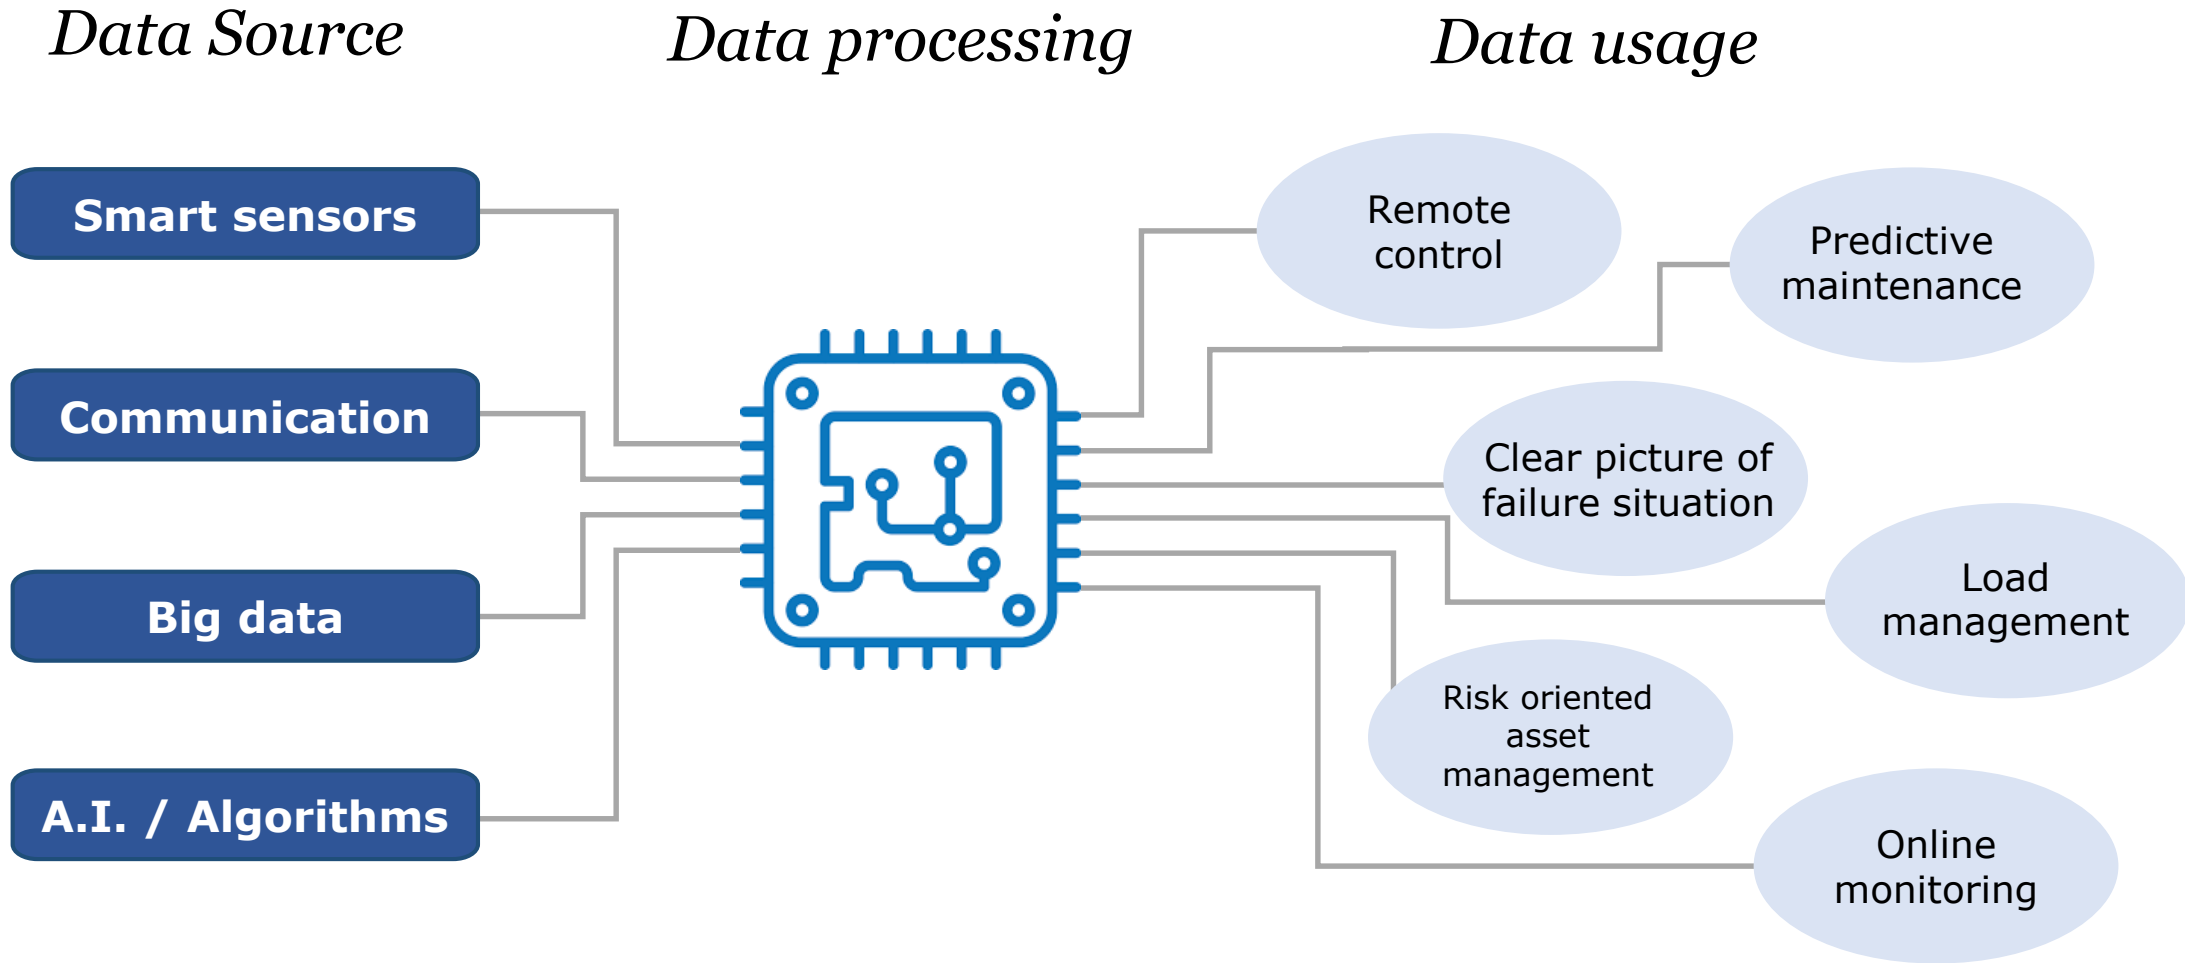 Data Source
Data processing
Data usage
Smart sensors
Communication
Big data
A.I. / Algorithms
Remote
control
Predictive
maintenance
Clear picture of
failure situation
Load
management
Risk oriented
asset
management
Online
monitoring